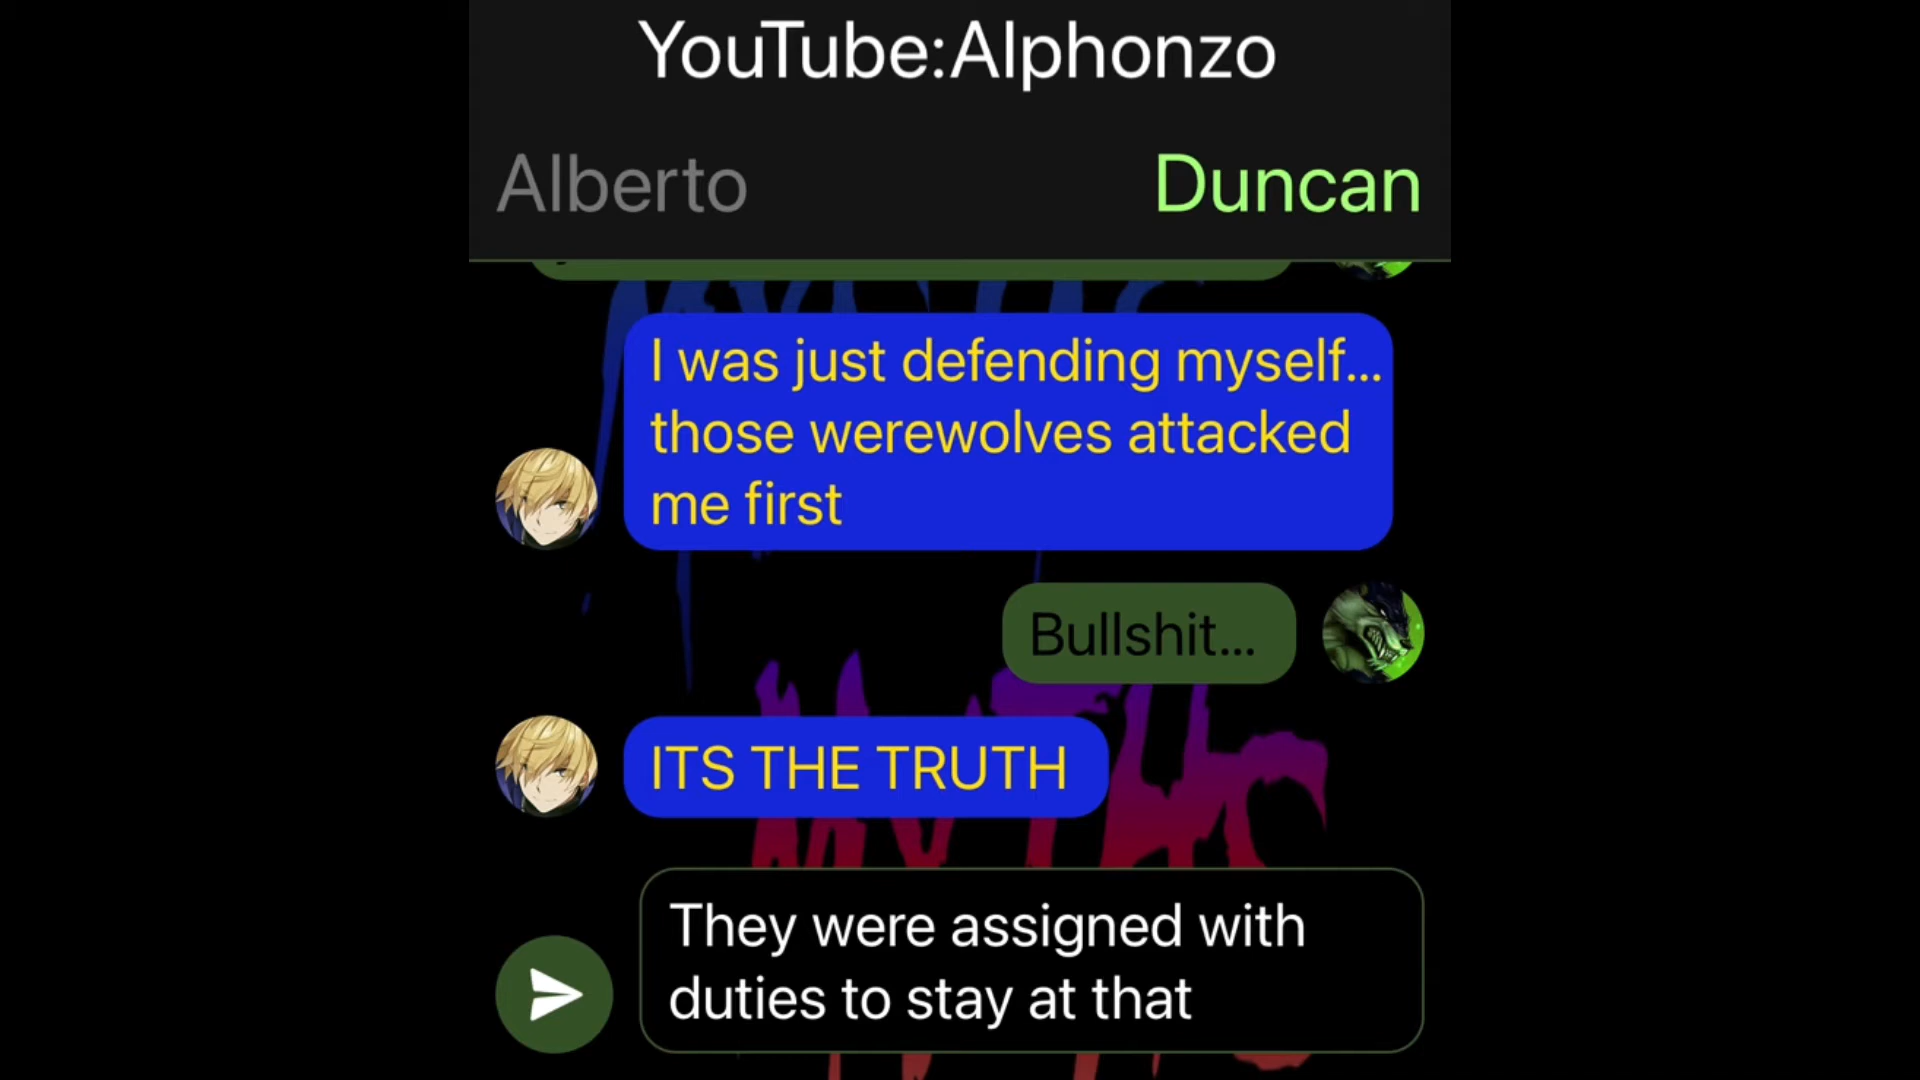 YouTube:Alphonzo
Alberto
Duncan
I was just defending myself...
those werewolves attacked
me first
Bullshit...
ITS THE TRUTH
They were assigned with
duties to stay at that